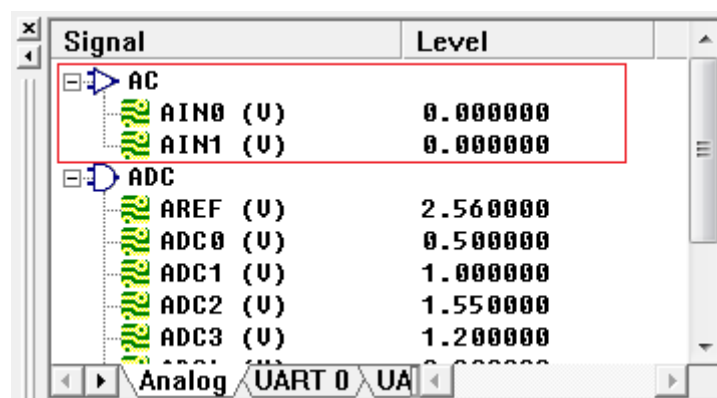 Signal Level
AC
AIN0 (V) 0.000000
AIN1 (V) 0.000000
ADC
AREF (V) 2.560000
ADC0 (V) 0.500000
ADC1 (V) 1.000000
ADC2 (V) 1.550000
ADC3 (V) 1.200000
Analog UART 0 UA